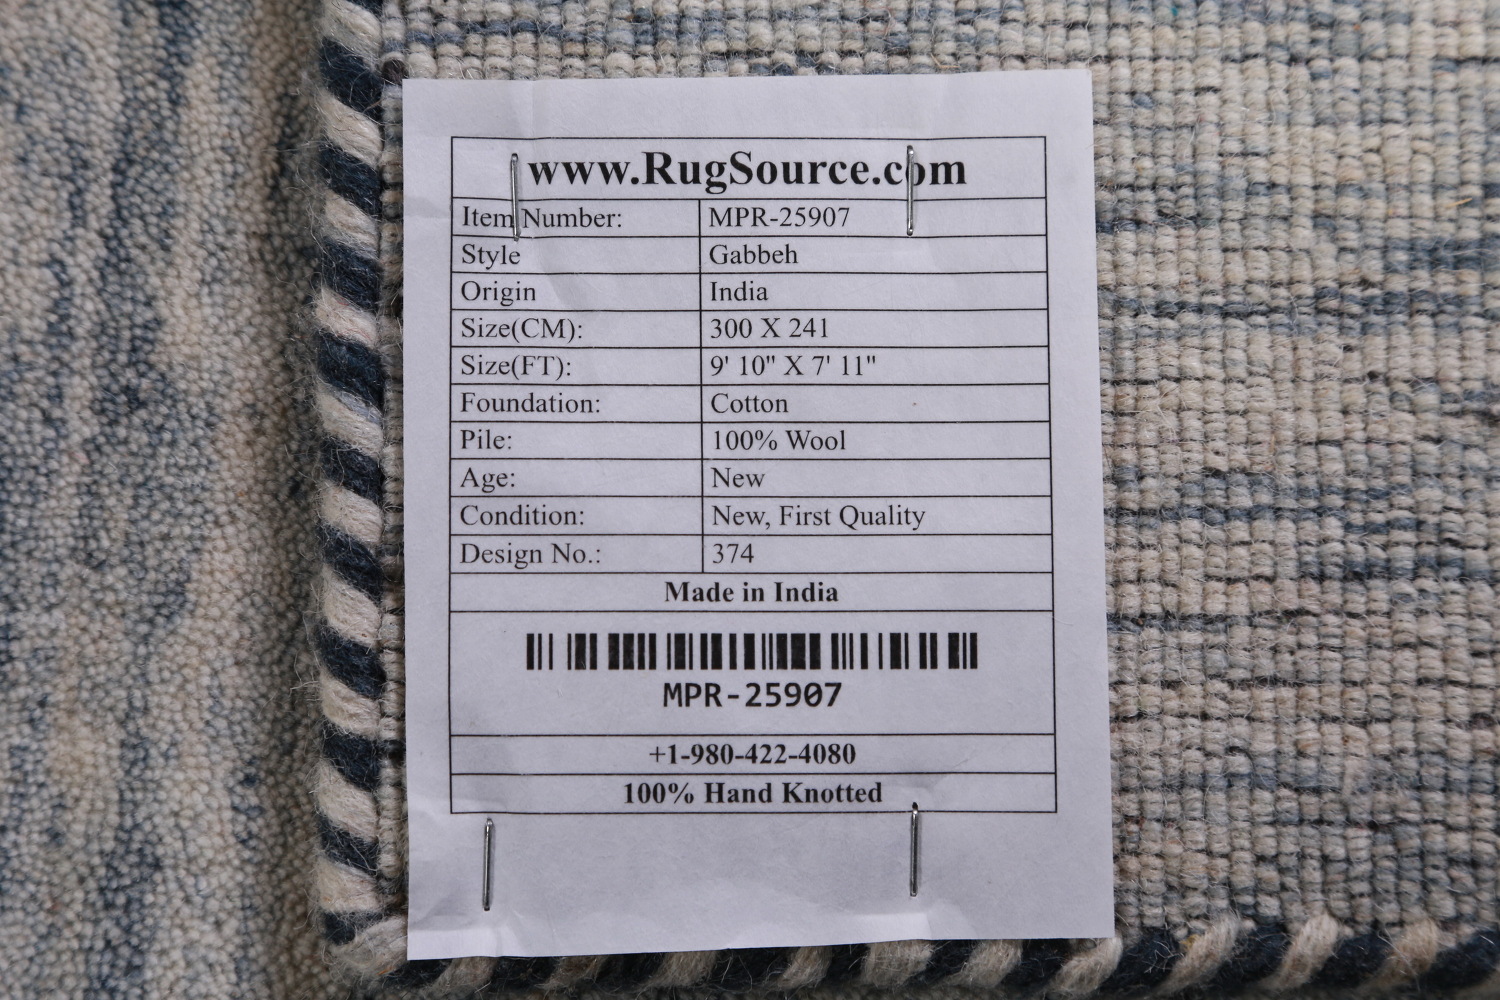 www.RugSource.com
Item Number: MPR-25907
Style Gabbeh
Origin India
Size(CM): 300 X 241
Size(FT): 9' 10" X 7' 11"
Foundation: Cotton
Pile: 100% Wool
Age: New
Condition: New, First Quality
Design No.: 374
Made in India
MPR-25907
+1-980-422-4080
100% Hand Knotted